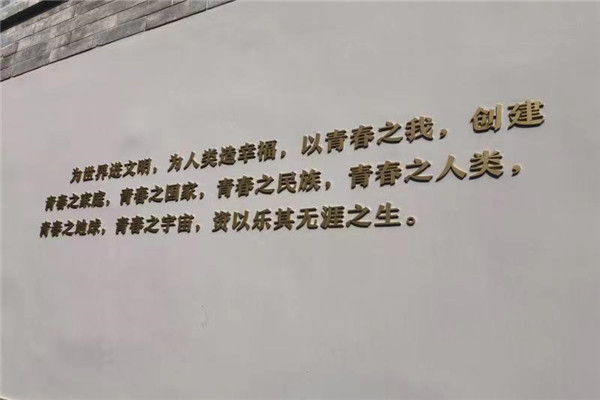 为世界进文明，为人类造幸福，以青春之我，创建
青春之家庭，青春之国家，青春之民族，青春之人类，
青春之地球，青春之宇宙，资以乐其无涯之生。